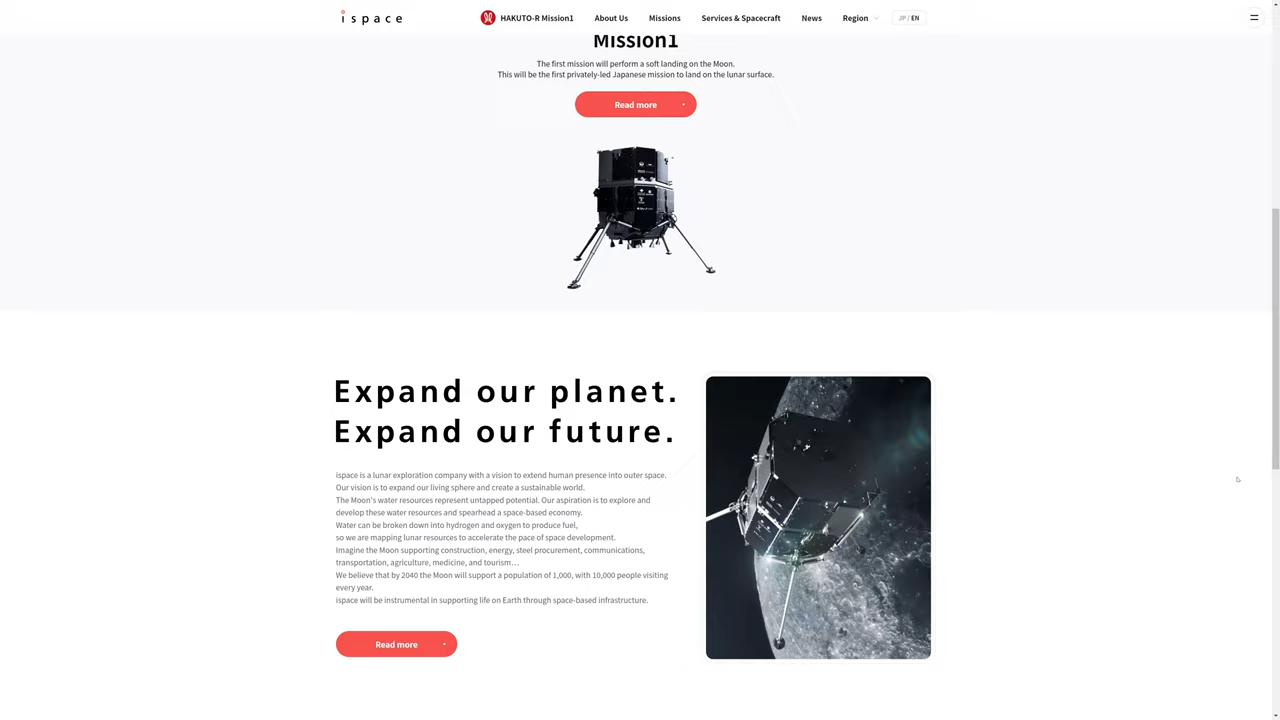 ispace
HAKUTO-R Mission1
About Us
Missions
Services & Spacecraft
News
Region
JP / EN
Mission1
The first mission will perform a soft landing on the Moon.
This will be the first privately-led Japanese mission to land on the lunar surface.
Read more
Expand our planet.
Expand our future.
ispace is a lunar exploration company with a vision to extend human presence into outer space.
Our vision is to expand our living sphere and create a sustainable world.
The Moon's water resources represent untapped potential. Our aspiration is to explore and
develop these water resources and spearhead a space-based economy.
Water can be broken down into hydrogen and oxygen to produce fuel,
so we are mapping lunar resources to accelerate the pace of space development.
Imagine the Moon supporting construction, energy, steel procurement, communications,
transportation, agriculture, medicine, and tourism…
We believe that by 2040 the Moon will support a population of 1,000, with 10,000 people visiting
every year.
ispace will be instrumental in supporting life on Earth through space-based infrastructure.
Read more